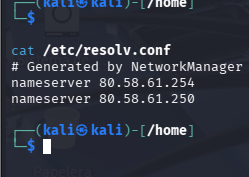 ┌──(kali㉿kali)-[/home]
└─$
cat /etc/resolv.conf
# Generated by NetworkManager
nameserver 80.58.61.254
nameserver 80.58.61.250
┌──(kali㉿kali)-[/home]
└─$